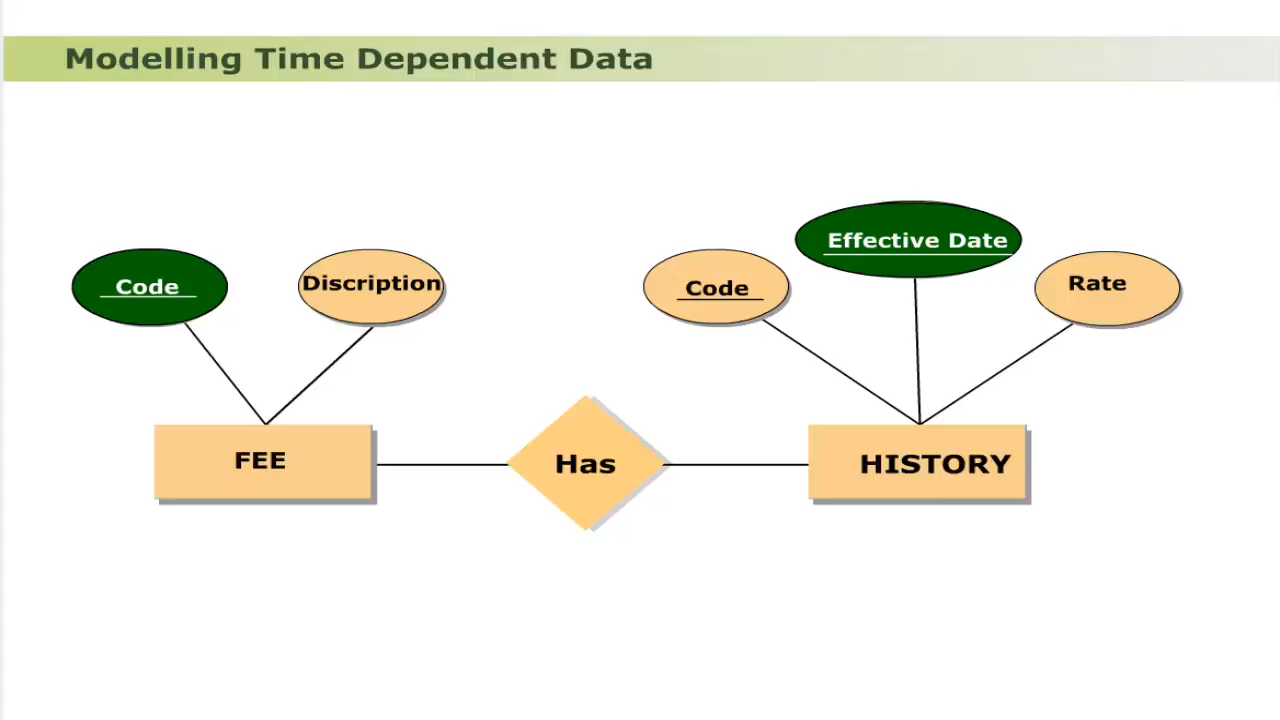 Modelling Time Dependent Data
Effective Date
Code
Discription
Code
Rate
FEE
Has
HISTORY